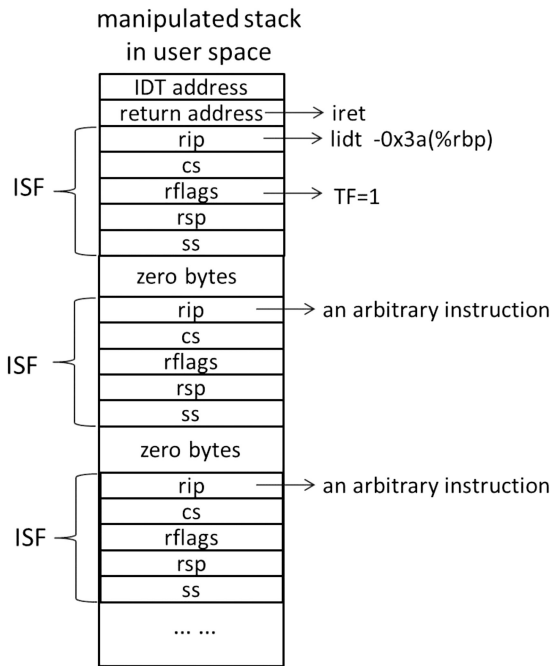 manipulated stack
in user space
IDT address
return address → iret
rip → lidt -0x3a(%rbp)
cs
ISF
rflags → TF=1
rsp
ss
zero bytes
rip → an arbitrary instruction
cs
ISF
rflags
rsp
ss
zero bytes
rip → an arbitrary instruction
cs
ISF
rflags
rsp
ss
... ...